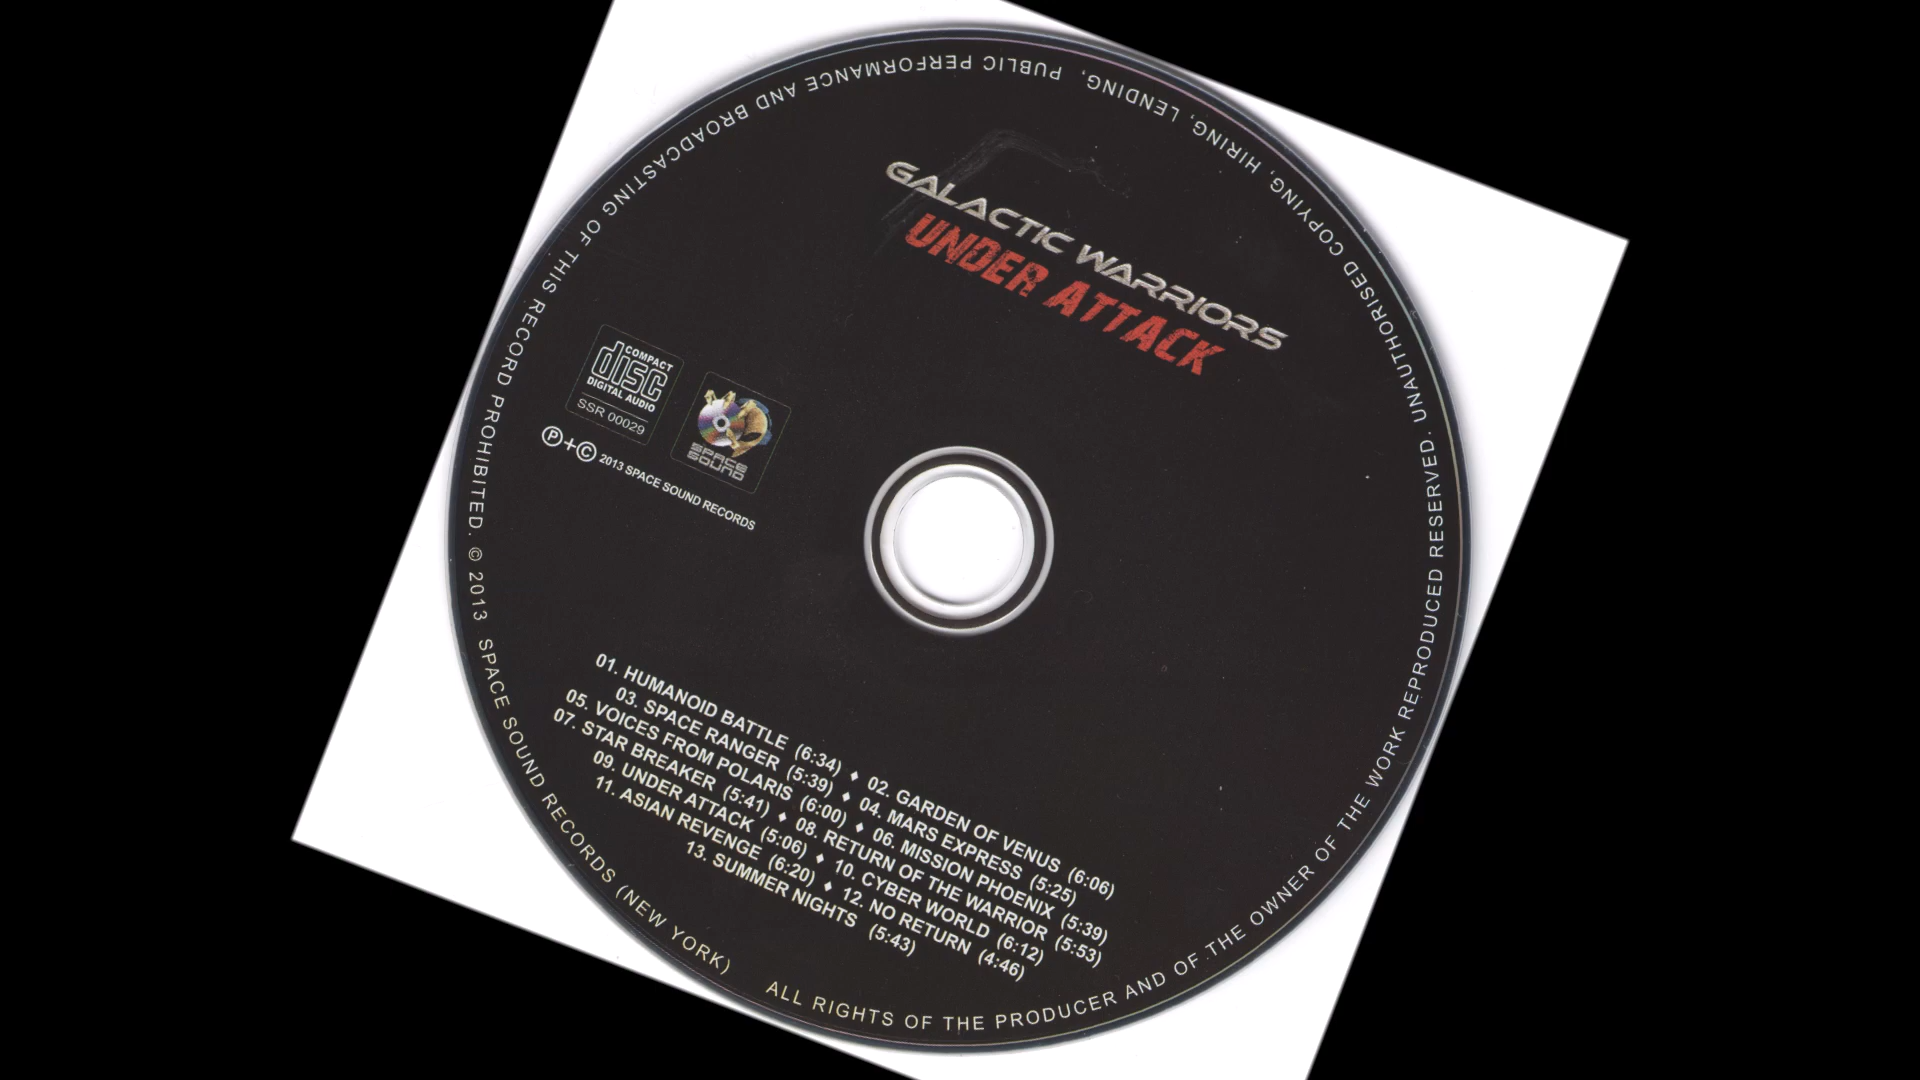 GALACTIC WARRIORS
UNDER ATTACK
COMPACT
disc
DIGITAL AUDIO
SSR 00029
SPACE
SOUND
Ⓟ+© 2013 SPACE SOUND RECORDS
01. HUMANOID BATTLE (6:34) ♦ 02. GARDEN OF VENUS (6:06)
03. SPACE RANGER (5:39) ♦ 04. MARS EXPRESS (5:25)
05. VOICES FROM POLARIS (6:00) ♦ 06. MISSION PHOENIX (5:39)
07. STAR BREAKER (5:41) ♦ 08. RETURN OF THE WARRIOR (5:53)
09. UNDER ATTACK (5:06) ♦ 10. CYBER WORLD (6:12)
11. ASIAN REVENGE (6:20) ♦ 12. NO RETURN (4:46)
13. SUMMER NIGHTS (5:43)
ALL RIGHTS OF THE PRODUCER AND OF THE OWNER OF THE WORK REPRODUCED RESERVED. UNAUTHORISED COPYING, HIRING, LENDING, PUBLIC PERFORMANCE AND BROADCASTING OF THIS RECORD PROHIBITED. © 2013 SPACE SOUND RECORDS (NEW YORK)